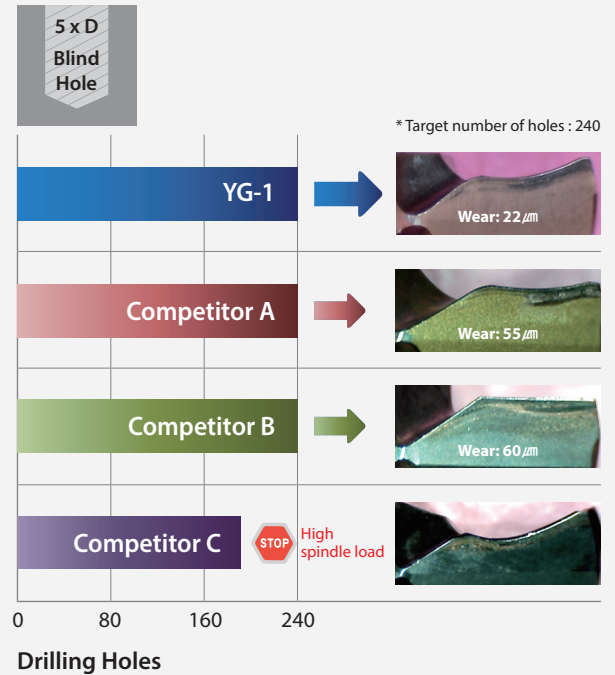 5 x D
Blind
Hole
* Target number of holes : 240
YG-1
Wear: 22㎛
Competitor A
Wear: 55㎛
Competitor B
Wear: 60㎛
Competitor C
STOP
High
spindle load
0 80 160 240
Drilling Holes